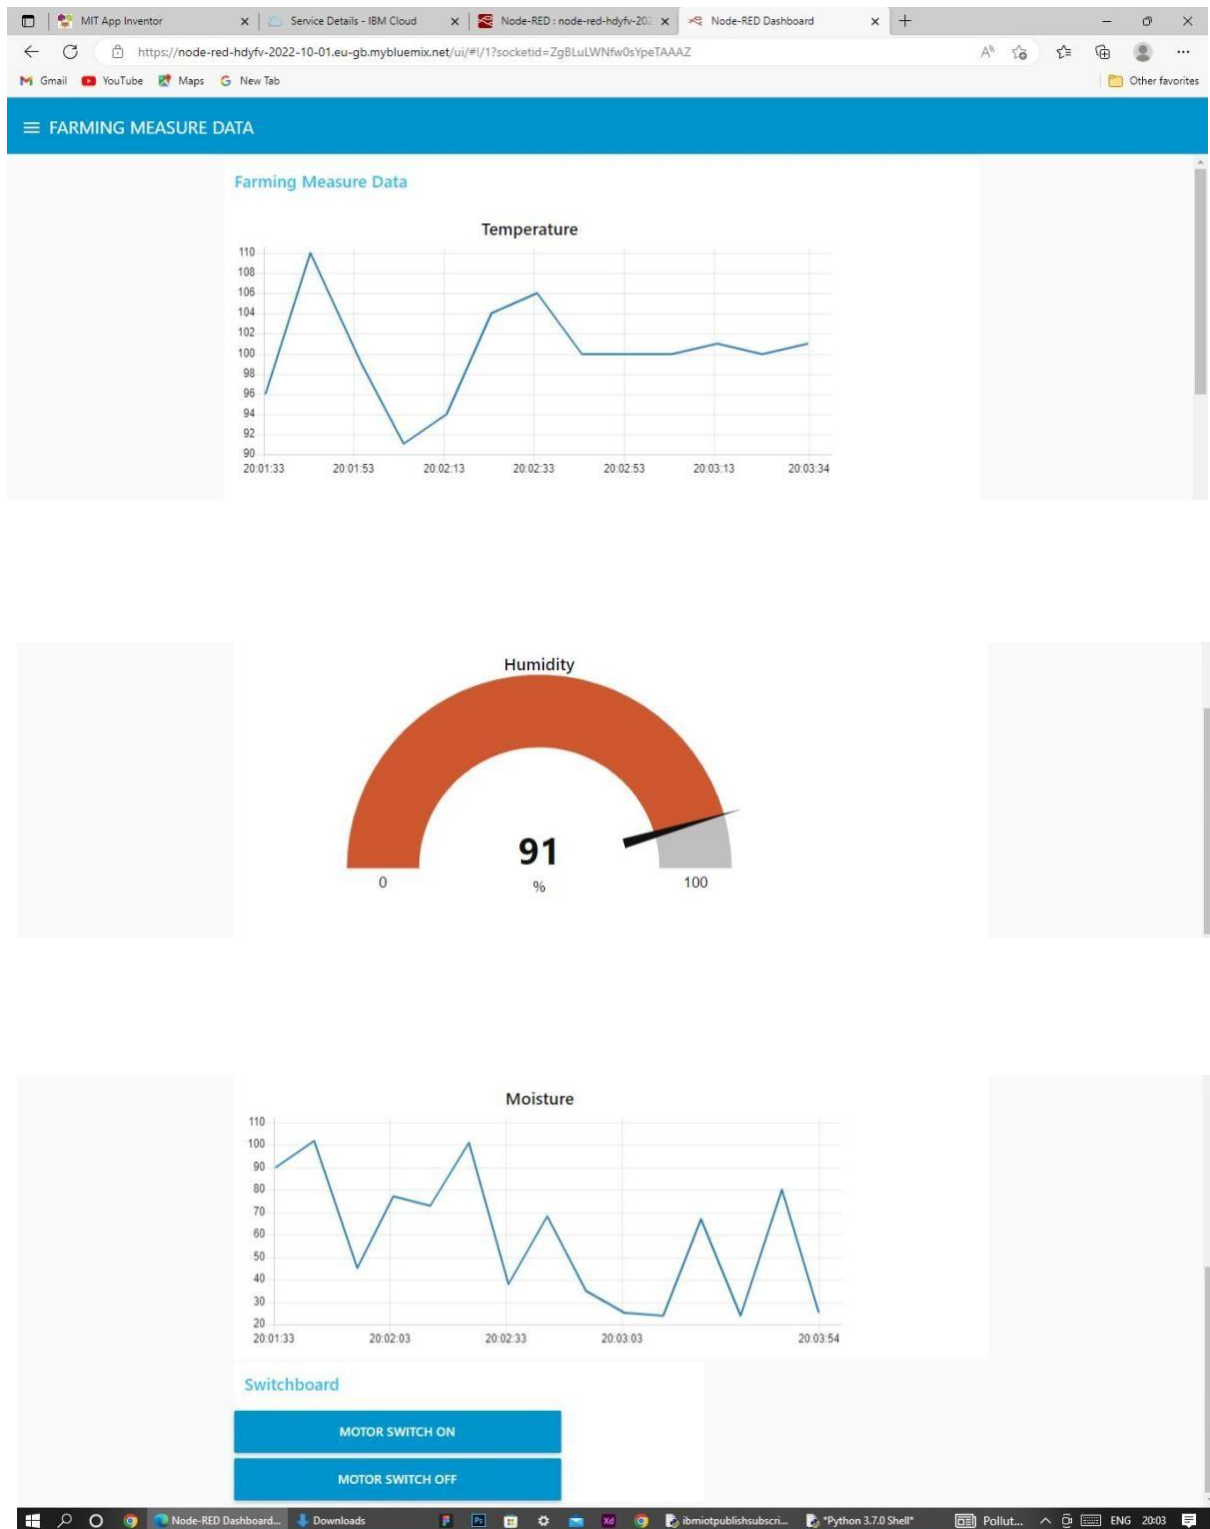 MIT App Inventor
Service Details - IBM Cloud
Node-RED : node-red-hdyfv-202
Node-RED Dashboard
https://node-red-hdyfv-2022-10-01.eu-gb.mybluemix.net/ui/#!/1?socketid=ZgBLuLWNfw0sYpeTAAAZ
Gmail YouTube Maps New Tab Other favorites
FARMING MEASURE DATA
Farming Measure Data
Temperature
110
108
106
104
102
100
98
96
94
92
90
20:01:33 20:01:53 20:02:13 20:02:33 20:02:53 20:03:13 20:03:34
Humidity
91
0 % 100
Moisture
110
100
90
80
70
60
50
40
30
20
20:01:33 20:02:03 20:02:33 20:03:03 20:03:54
Switchboard
MOTOR SWITCH ON
MOTOR SWITCH OFF
Node-RED Dashboard... Downloads Ps Xd ibmiotpublishsubscri... *Python 3.7.0 Shell* Pollut... ENG 20:03